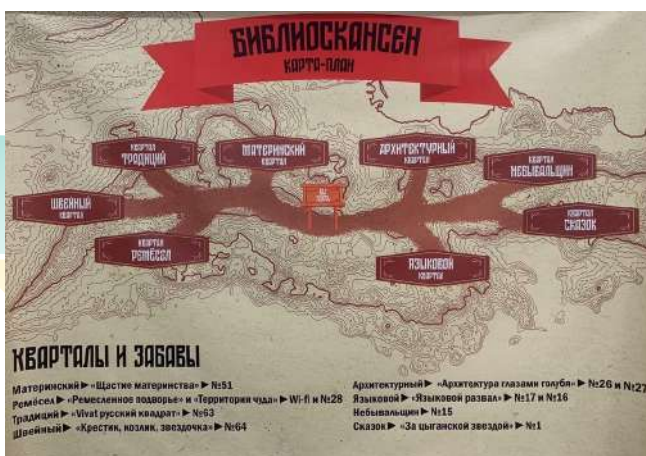 БИБЛИОСКАНСЕН
КАРТА-ПЛАН
КВАРТАЛ
ТРАДИЦИЙ
МАТЕРИНСКИЙ
КВАРТАЛ
АРХИТЕКТУРНЫЙ
КВАРТАЛ
КВАРТАЛ
НЕБЫВАЛЬЩИН
ШВЕЙНЫЙ
КВАРТАЛ
КВАРТАЛ
СКАЗОК
КВАРТАЛ
РЕМЁСЕЛ
ЯЗЫКОВОЙ
КВАРТАЛ
КВАРТАЛЫ И ЗАБАВЫ
Материнский ▶ «Щастие материнства» ▶ №51
Ремёсел ▶ «Ремесленное подворье» и «Территория чуда» ▶ Wi-fi и №28
Традиций ▶ «Vivat русский квадрат» ▶ №63
Швейный ▶ «Крестик, нолик, звездочка» ▶ №64
Архитектурный ▶ «Архитектура глазами голубя» ▶ №26 и №27
Языковой ▶ «Языковой развал» ▶ №17 и №16
Небывальщин ▶ №15
Сказок ▶ «За цыганской звездой» ▶ №1